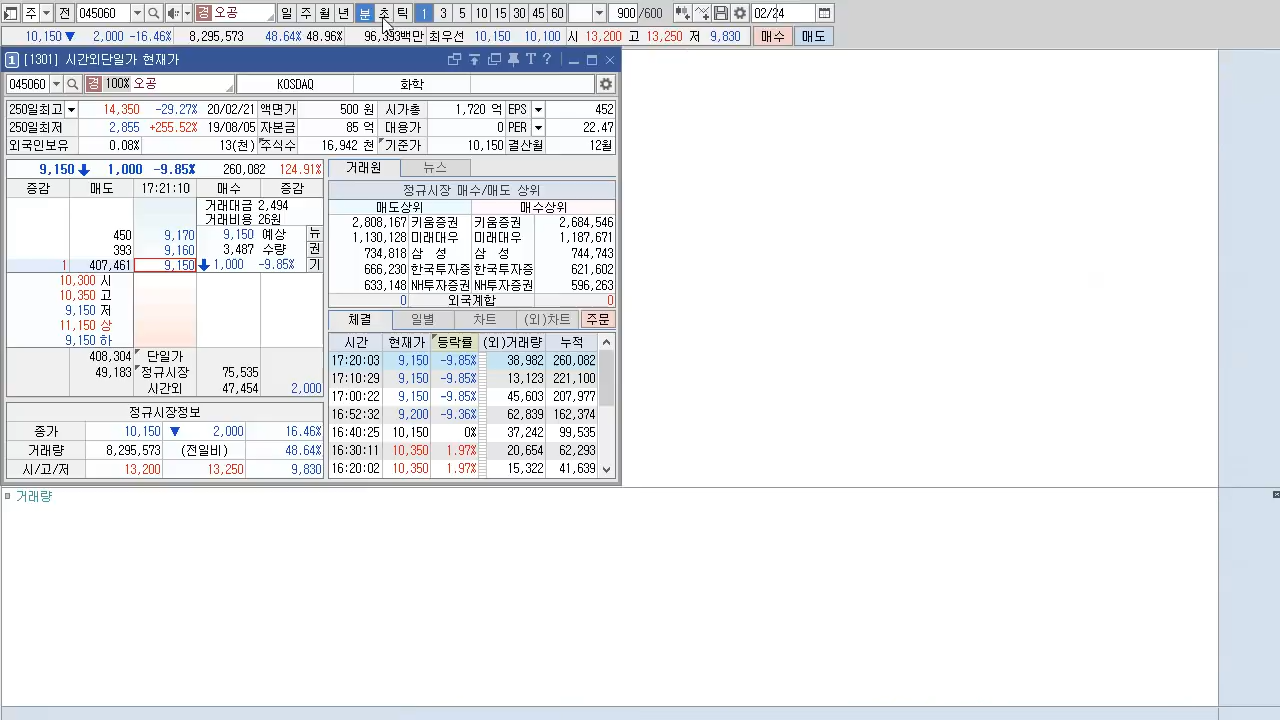 주 전 045060 경 오공 일 주 월 년 분 초 틱 1 3 5 10 15 30 45 60 900 /600 02/24
10,150 ▼ 2,000 -16.46% 8,295,573 48.64% 48.96% 96,393백만 최우선 10,150 10,100 시 13,200 고 13,250 저 9,830 매수 매도
1 [1301] 시간외단일가 현재가 T ?
045060 경 100% 오공 KOSDAQ 화학
250일최고 14,350 -29.27% 20/02/21 액면가 500 원 시가총 1,720 억 EPS 452
250일최저 2,855 +255.52% 19/08/05 자본금 85 억 대용가 0 PER 22.47
외국인보유 0.08% 13(천) 주식수 16,942 천 기준가 10,150 결산월 12월
9,150 ↓ 1,000 -9.85% 260,082 124.91%
증감 매도 17:21:10 매수 증감
거래대금 2,494
거래비용 26원
450 9,170 9,150 예상 뉴
393 9,160 3,487 수량 권
1 407,461 9,150 ↓ 1,000 -9.85% 기
10,300 시
10,350 고
9,150 저
11,150 상
9,150 하
408,304 단일가
49,183 정규시장 75,535
시간외 47,454 2,000
정규시장정보
종가 10,150 ▼ 2,000 16.46%
거래량 8,295,573 (전일비) 48.64%
시/고/저 13,200 13,250 9,830
거래원 뉴스
정규시장 매수/매도 상위
매도상위 매수상위
2,808,167 키움증권 키움증권 2,684,546
1,130,128 미래대우 미래대우 1,187,671
734,818 삼 성 삼 성 744,743
666,230 한국투자증 한국투자증 621,602
633,148 NH투자증권 NH투자증권 596,263
0 외국계합 0
체결 일별 차트 (외)차트 주문
시간 현재가 등락률 (외)거래량 누적
17:20:03 9,150 -9.85% 38,982 260,082
17:10:29 9,150 -9.85% 13,123 221,100
17:00:22 9,150 -9.85% 45,603 207,977
16:52:32 9,200 -9.36% 62,839 162,374
16:40:25 10,150 0% 37,242 99,535
16:30:11 10,350 1.97% 20,654 62,293
16:20:02 10,350 1.97% 15,322 41,639
거래량